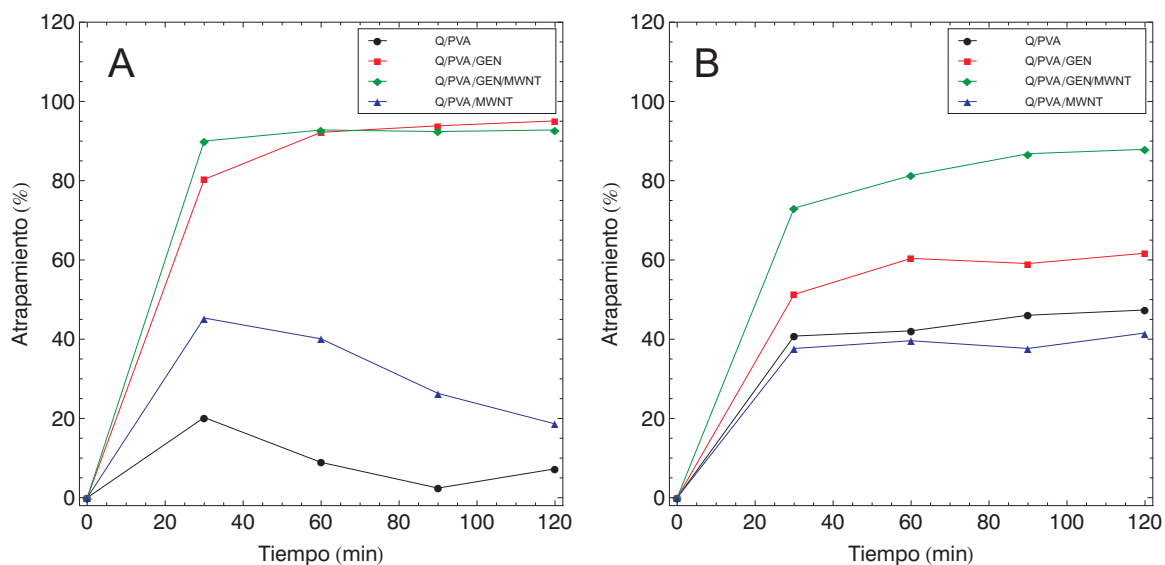 A
Q/PVA
Q/PVA/GEN
Q/PVA/GEN/MWNT
Q/PVA/MWNT
120
100
80
60
40
20
0
Atrapamiento (%)
0 20 40 60 80 100 120
Tiempo (min)
B
Q/PVA
Q/PVA/GEN
Q/PVA/GEN/MWNT
Q/PVA/MWNT
120
100
80
60
40
20
0
Atrapamiento (%)
0 20 40 60 80 100 120
Tiempo (min)